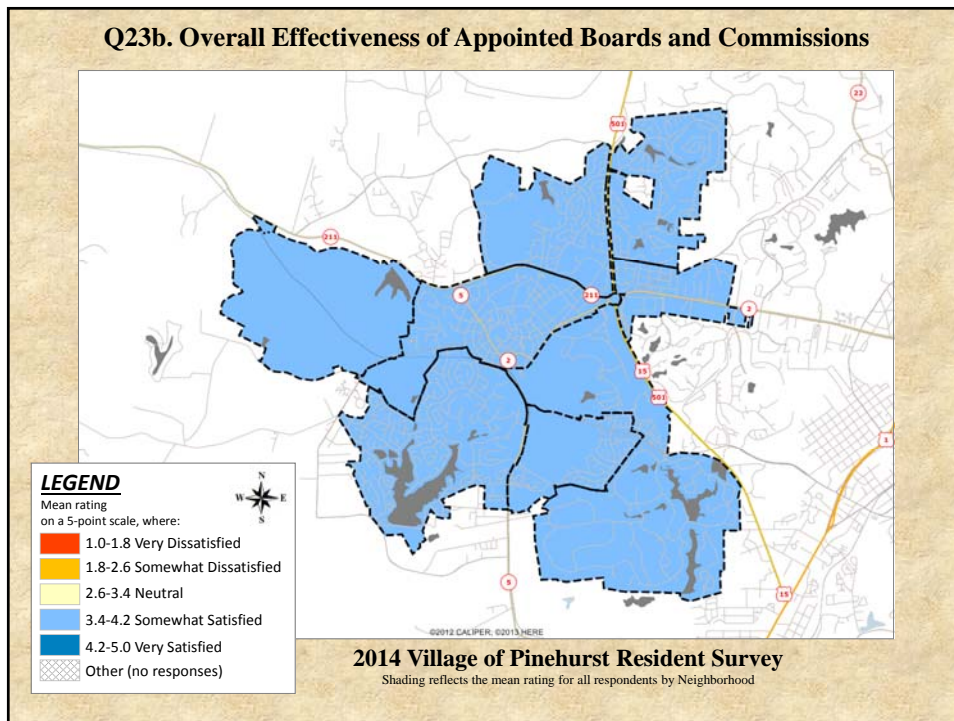 Q23b. Overall Effectiveness of Appointed Boards and Commissions
22
501
211
5
211
2
2
15
501
1
5
15
LEGEND
Mean rating
on a 5-point scale, where:
N
W E
S
1.0-1.8 Very Dissatisfied
1.8-2.6 Somewhat Dissatisfied
2.6-3.4 Neutral
3.4-4.2 Somewhat Satisfied
4.2-5.0 Very Satisfied
Other (no responses)
©2012 CALIPER, ©2013 HERE
2014 Village of Pinehurst Resident Survey
Shading reflects the mean rating for all respondents by Neighborhood